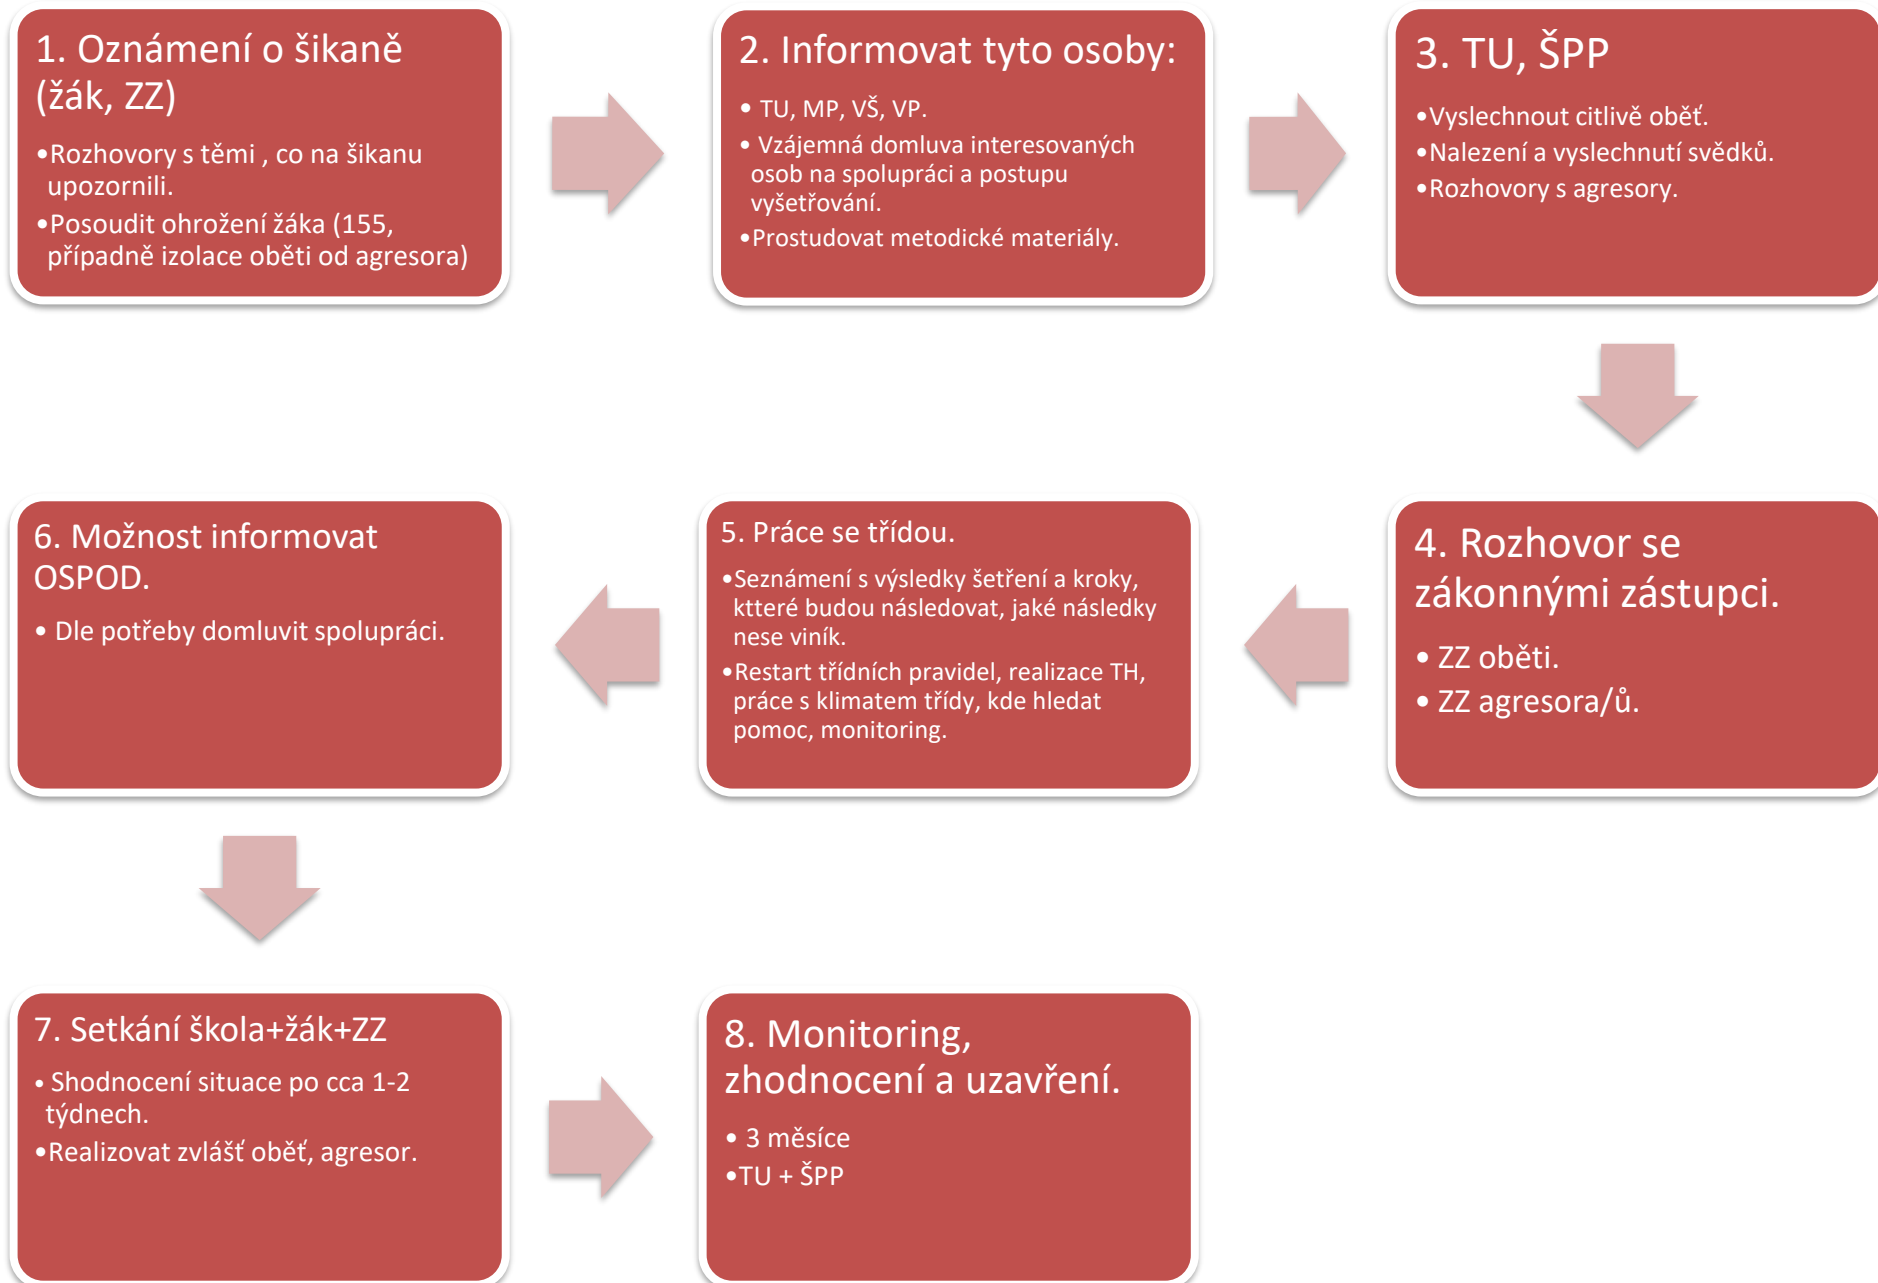 1. Oznámení o šikaně
(žák, ZZ)
•Rozhovory s těmi , co na šikanu
upozornili.
•Posoudit ohrožení žáka (155,
případně izolace oběti od agresora)
2. Informovat tyto osoby:
• TU, MP, VŠ, VP.
• Vzájemná domluva interesovaných
osob na spolupráci a postupu
vyšetřování.
•Prostudovat metodické materiály.
3. TU, ŠPP
•Vyslechnout citlivě oběť.
•Nalezení a vyslechnutí svědků.
•Rozhovory s agresory.
4. Rozhovor se
zákonnými zástupci.
• ZZ oběti.
• ZZ agresora/ů.
5. Práce se třídou.
•Seznámení s výsledky šetření a kroky,
ktteré budou následovat, jaké následky
nese viník.
•Restart třídních pravidel, realizace TH,
práce s klimatem třídy, kde hledat
pomoc, monitoring.
6. Možnost informovat
OSPOD.
• Dle potřeby domluvit spolupráci.
7. Setkání škola+žák+ZZ
• Shodnocení situace po cca 1-2
týdnech.
•Realizovat zvlášť oběť, agresor.
8. Monitoring,
zhodnocení a uzavření.
• 3 měsíce
•TU + ŠPP